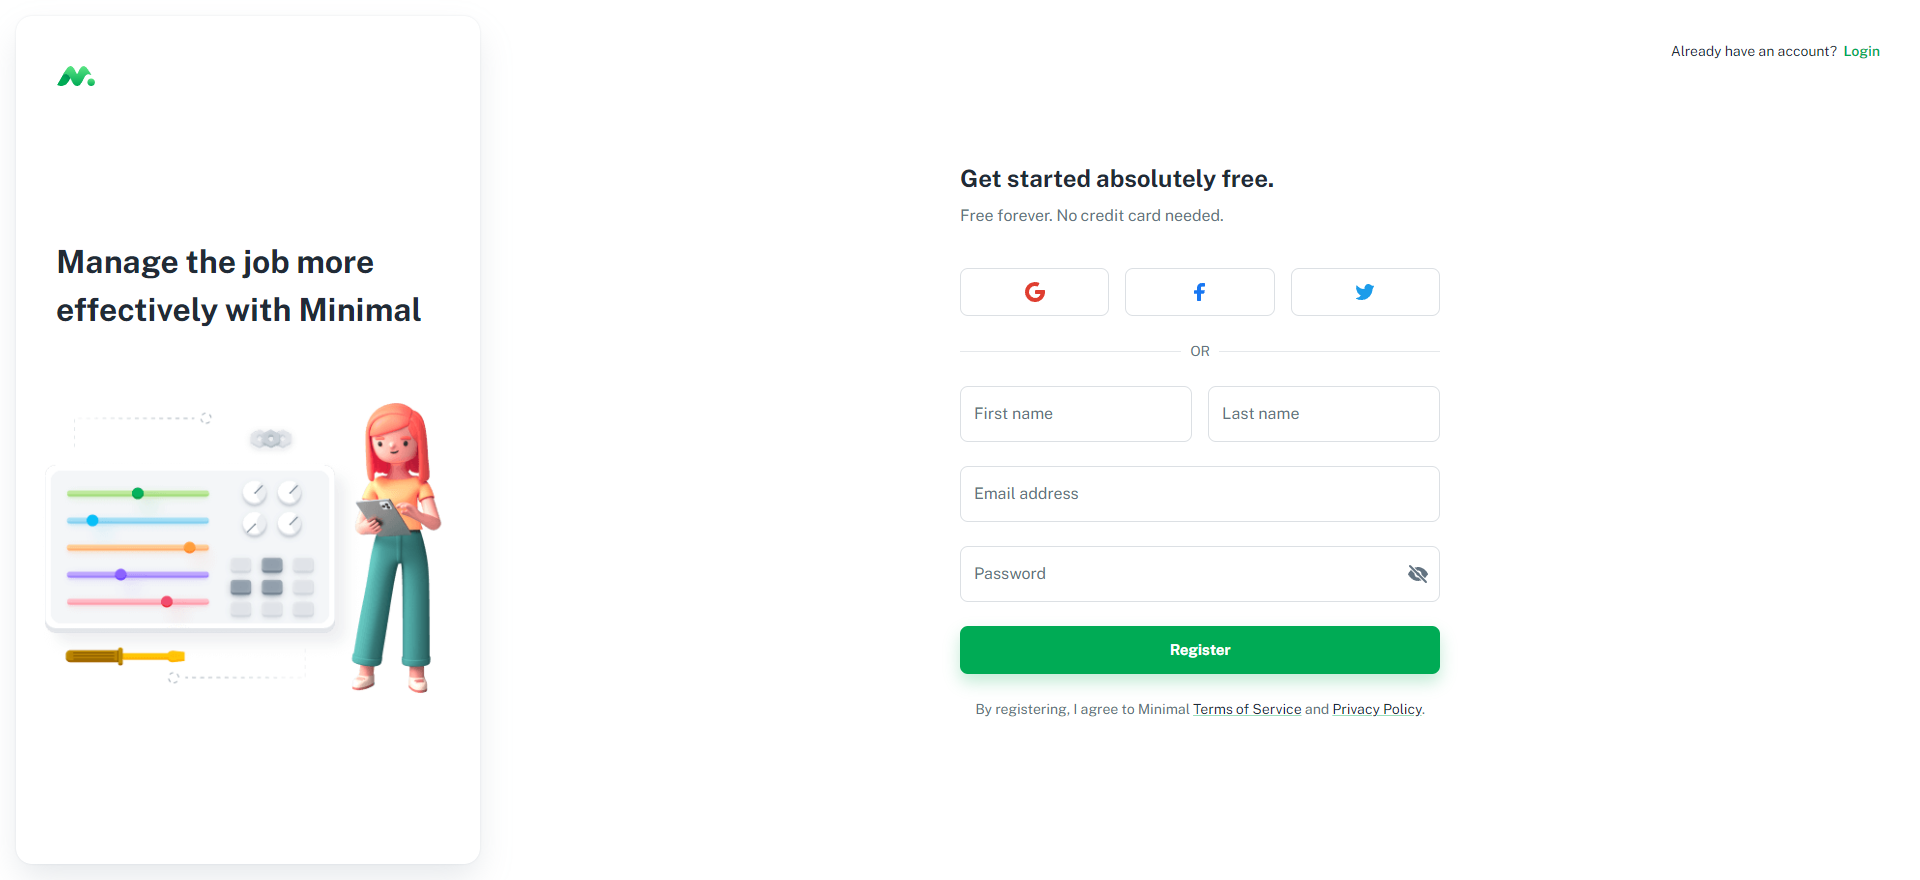 Already have an account? Login
Manage the job more
effectively with Minimal
Get started absolutely free.
Free forever. No credit card needed.
OR
First name
Last name
Email address
Password
Register
By registering, I agree to Minimal Terms of Service and Privacy Policy.